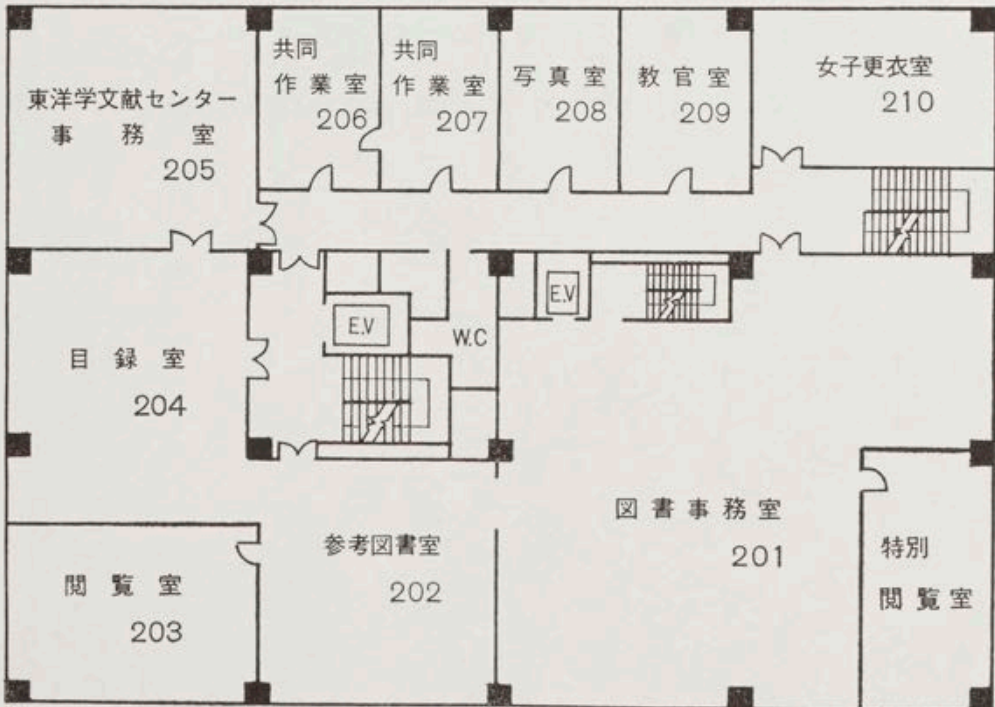 東洋学文献センター
事務室
205
共同
作業室
206
共同
作業室
207
写真室
208
教官室
209
女子更衣室
210
目録室
204
E.V
W.C
E.V
図書事務室
201
参考図書室
202
閲覧室
203
特別
閲覧室